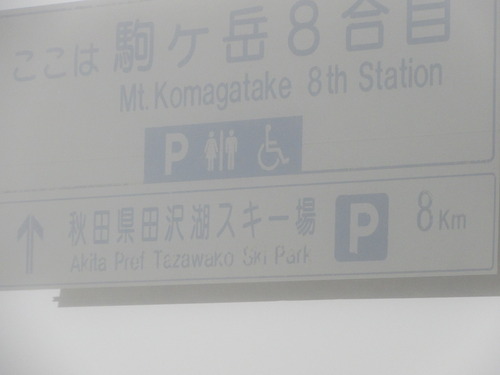 ここは 駒ケ岳8合目
Mt.Komagatake 8th Station
P
秋田県田沢湖スキー場 P 8Km
Akita Pref Tazawako Ski Park